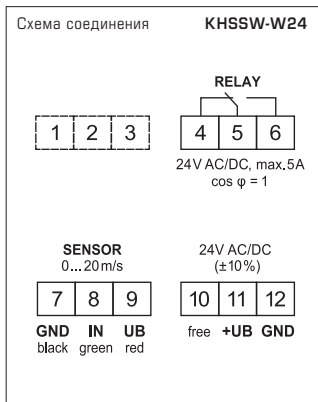 Схема соединения KHSSW-W24
RELAY
1 2 3 4 5 6
24V AC/DC, max.5A
cos φ = 1
SENSOR 24V AC/DC
0...20m/s (±10%)
7 8 9 10 11 12
GND IN UB free +UB GND
black green red